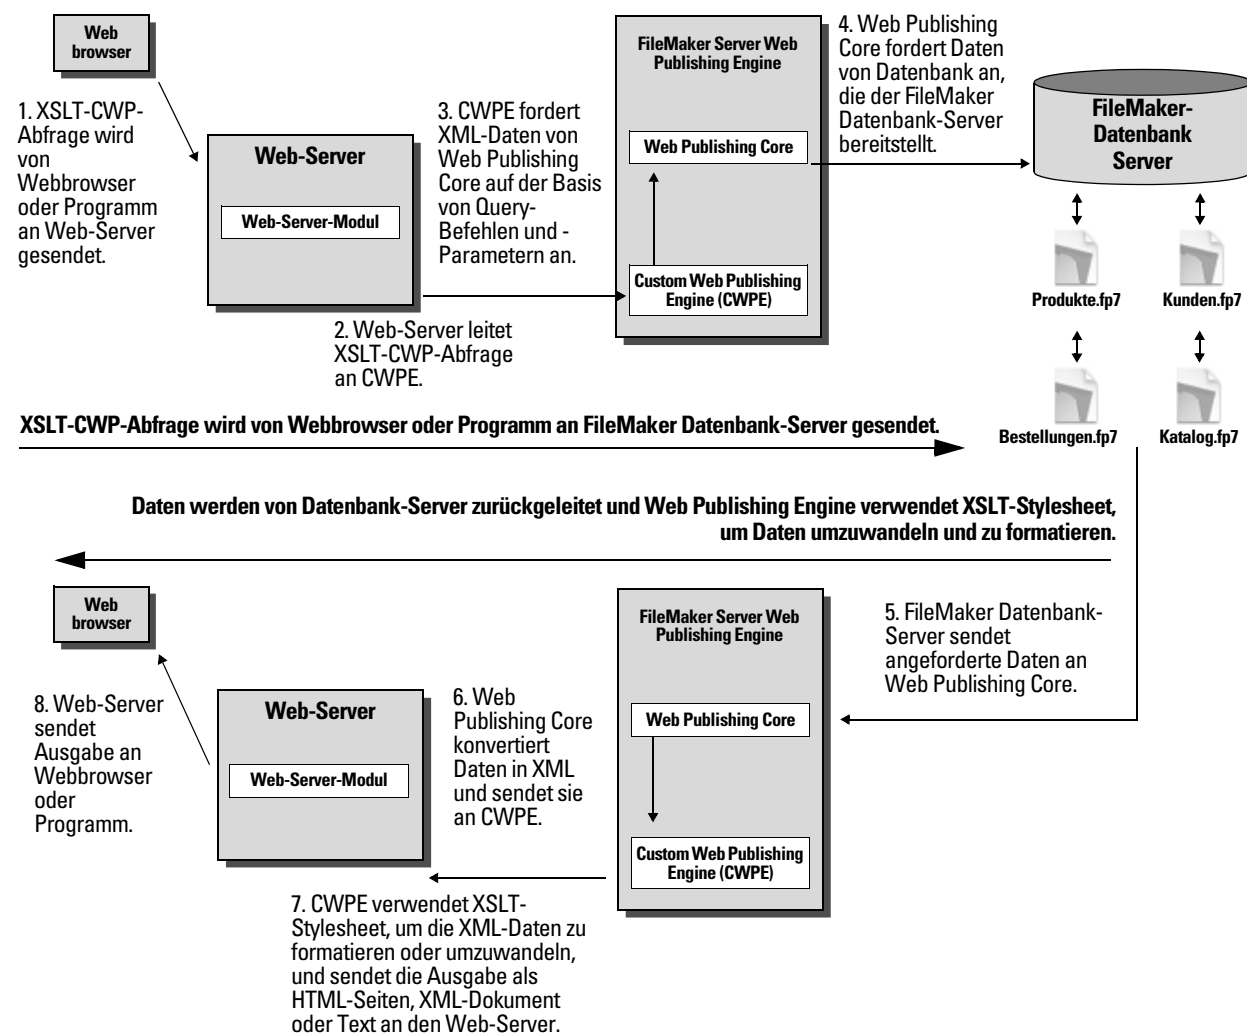 Web
browser
1. XSLT-CWP-
Abfrage wird
von
Webbrowser
oder Programm
an Web-Server
gesendet.
Web-Server
Web-Server-Modul
2. Web-Server leitet
XSLT-CWP-Abfrage
an CWPE.
3. CWPE fordert
XML-Daten von
Web Publishing
Core auf der Basis
von Query-
Befehlen und -
Parametern an.
FileMaker Server Web
Publishing Engine
Web Publishing Core
Custom Web Publishing
Engine (CWPE)
4. Web Publishing
Core fordert Daten
von Datenbank an,
die der FileMaker
Datenbank-Server
bereitstellt.
FileMaker-
Datenbank
Server
Produkte.fp7
Kunden.fp7
Bestellungen.fp7
Katalog.fp7
XSLT-CWP-Abfrage wird von Webbrowser oder Programm an FileMaker Datenbank-Server gesendet.
Daten werden von Datenbank-Server zurückgeleitet und Web Publishing Engine verwendet XSLT-Stylesheet,
um Daten umzuwandeln und zu formatieren.
5. FileMaker Datenbank-
Server sendet
angeforderte Daten an
Web Publishing Core.
FileMaker Server Web
Publishing Engine
Web Publishing Core
Custom Web Publishing
Engine (CWPE)
6. Web
Publishing Core
konvertiert
Daten in XML
und sendet sie
an CWPE.
7. CWPE verwendet XSLT-
Stylesheet, um die XML-Daten zu
formatieren oder umzuwandeln,
und sendet die Ausgabe als
HTML-Seiten, XML-Dokument
oder Text an den Web-Server.
Web-Server
Web-Server-Modul
8. Web-Server
sendet
Ausgabe an
Webbrowser
oder
Programm.
Web
browser